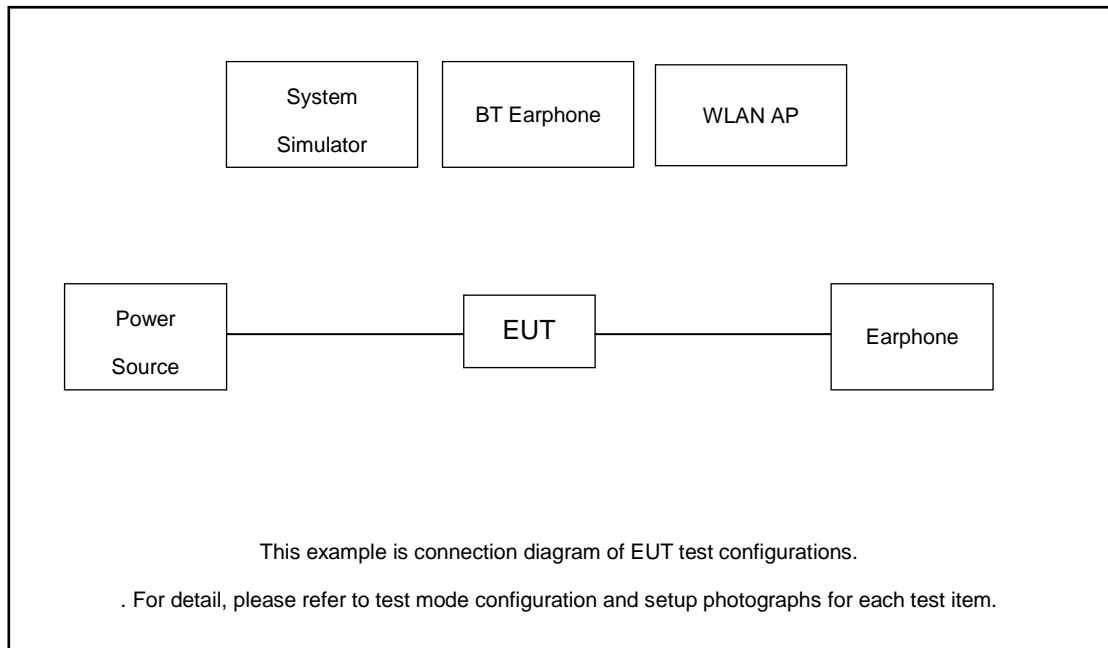 System
Simulator
BT Earphone
WLAN AP
Power
Source
EUT
Earphone
This example is connection diagram of EUT test configurations.
. For detail, please refer to test mode configuration and setup photographs for each test item.